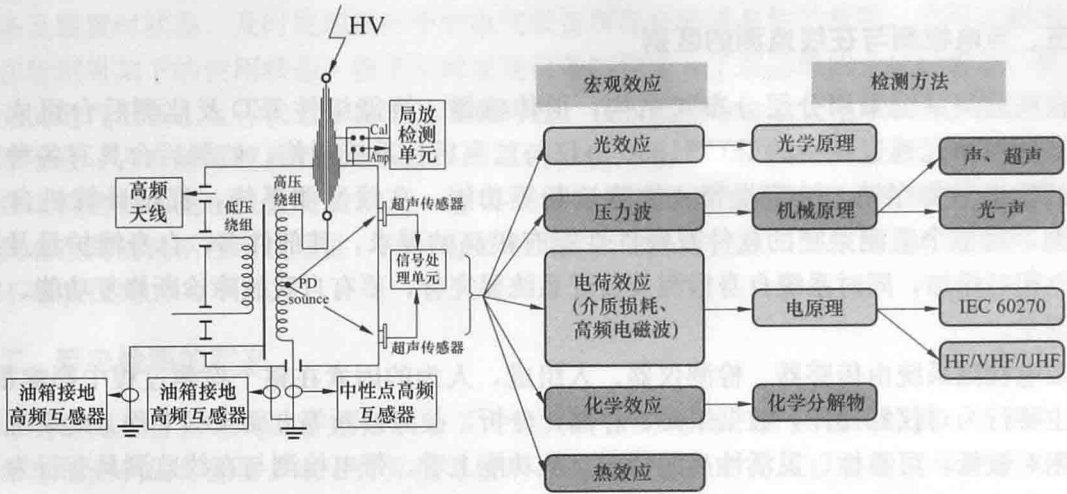 HV
局放
检测
单元
Cal
Amp
高频
天线
低压
绕组
高压
绕组
超声传感器
信号处
理单元
PD
sounce
超声传感器
油箱接地
高频互感器
油箱接地
高频互感器
中性点高频
互感器
宏观效应
检测方法
光效应
光学原理
压力波
机械原理
声、超声
光-声
电荷效应
(介质损耗、
高频电磁波)
电原理
IEC 60270
HF/VHF/UHF
化学效应
化学分解物
热效应